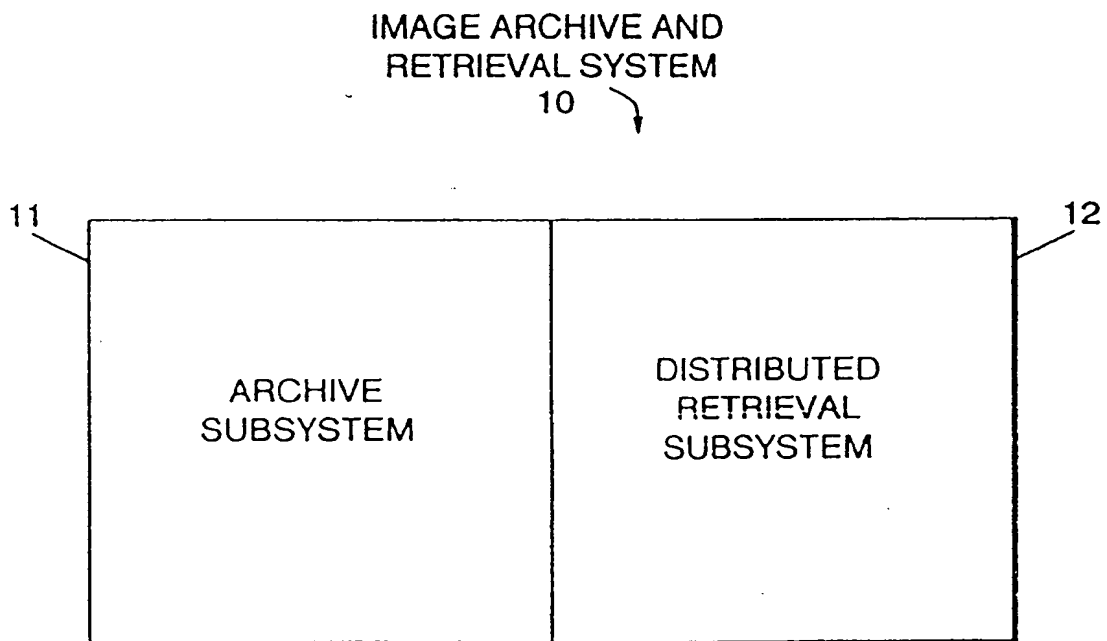 IMAGE ARCHIVE AND
RETRIEVAL SYSTEM
10
11
12
ARCHIVE
SUBSYSTEM
DISTRIBUTED
RETRIEVAL
SUBSYSTEM